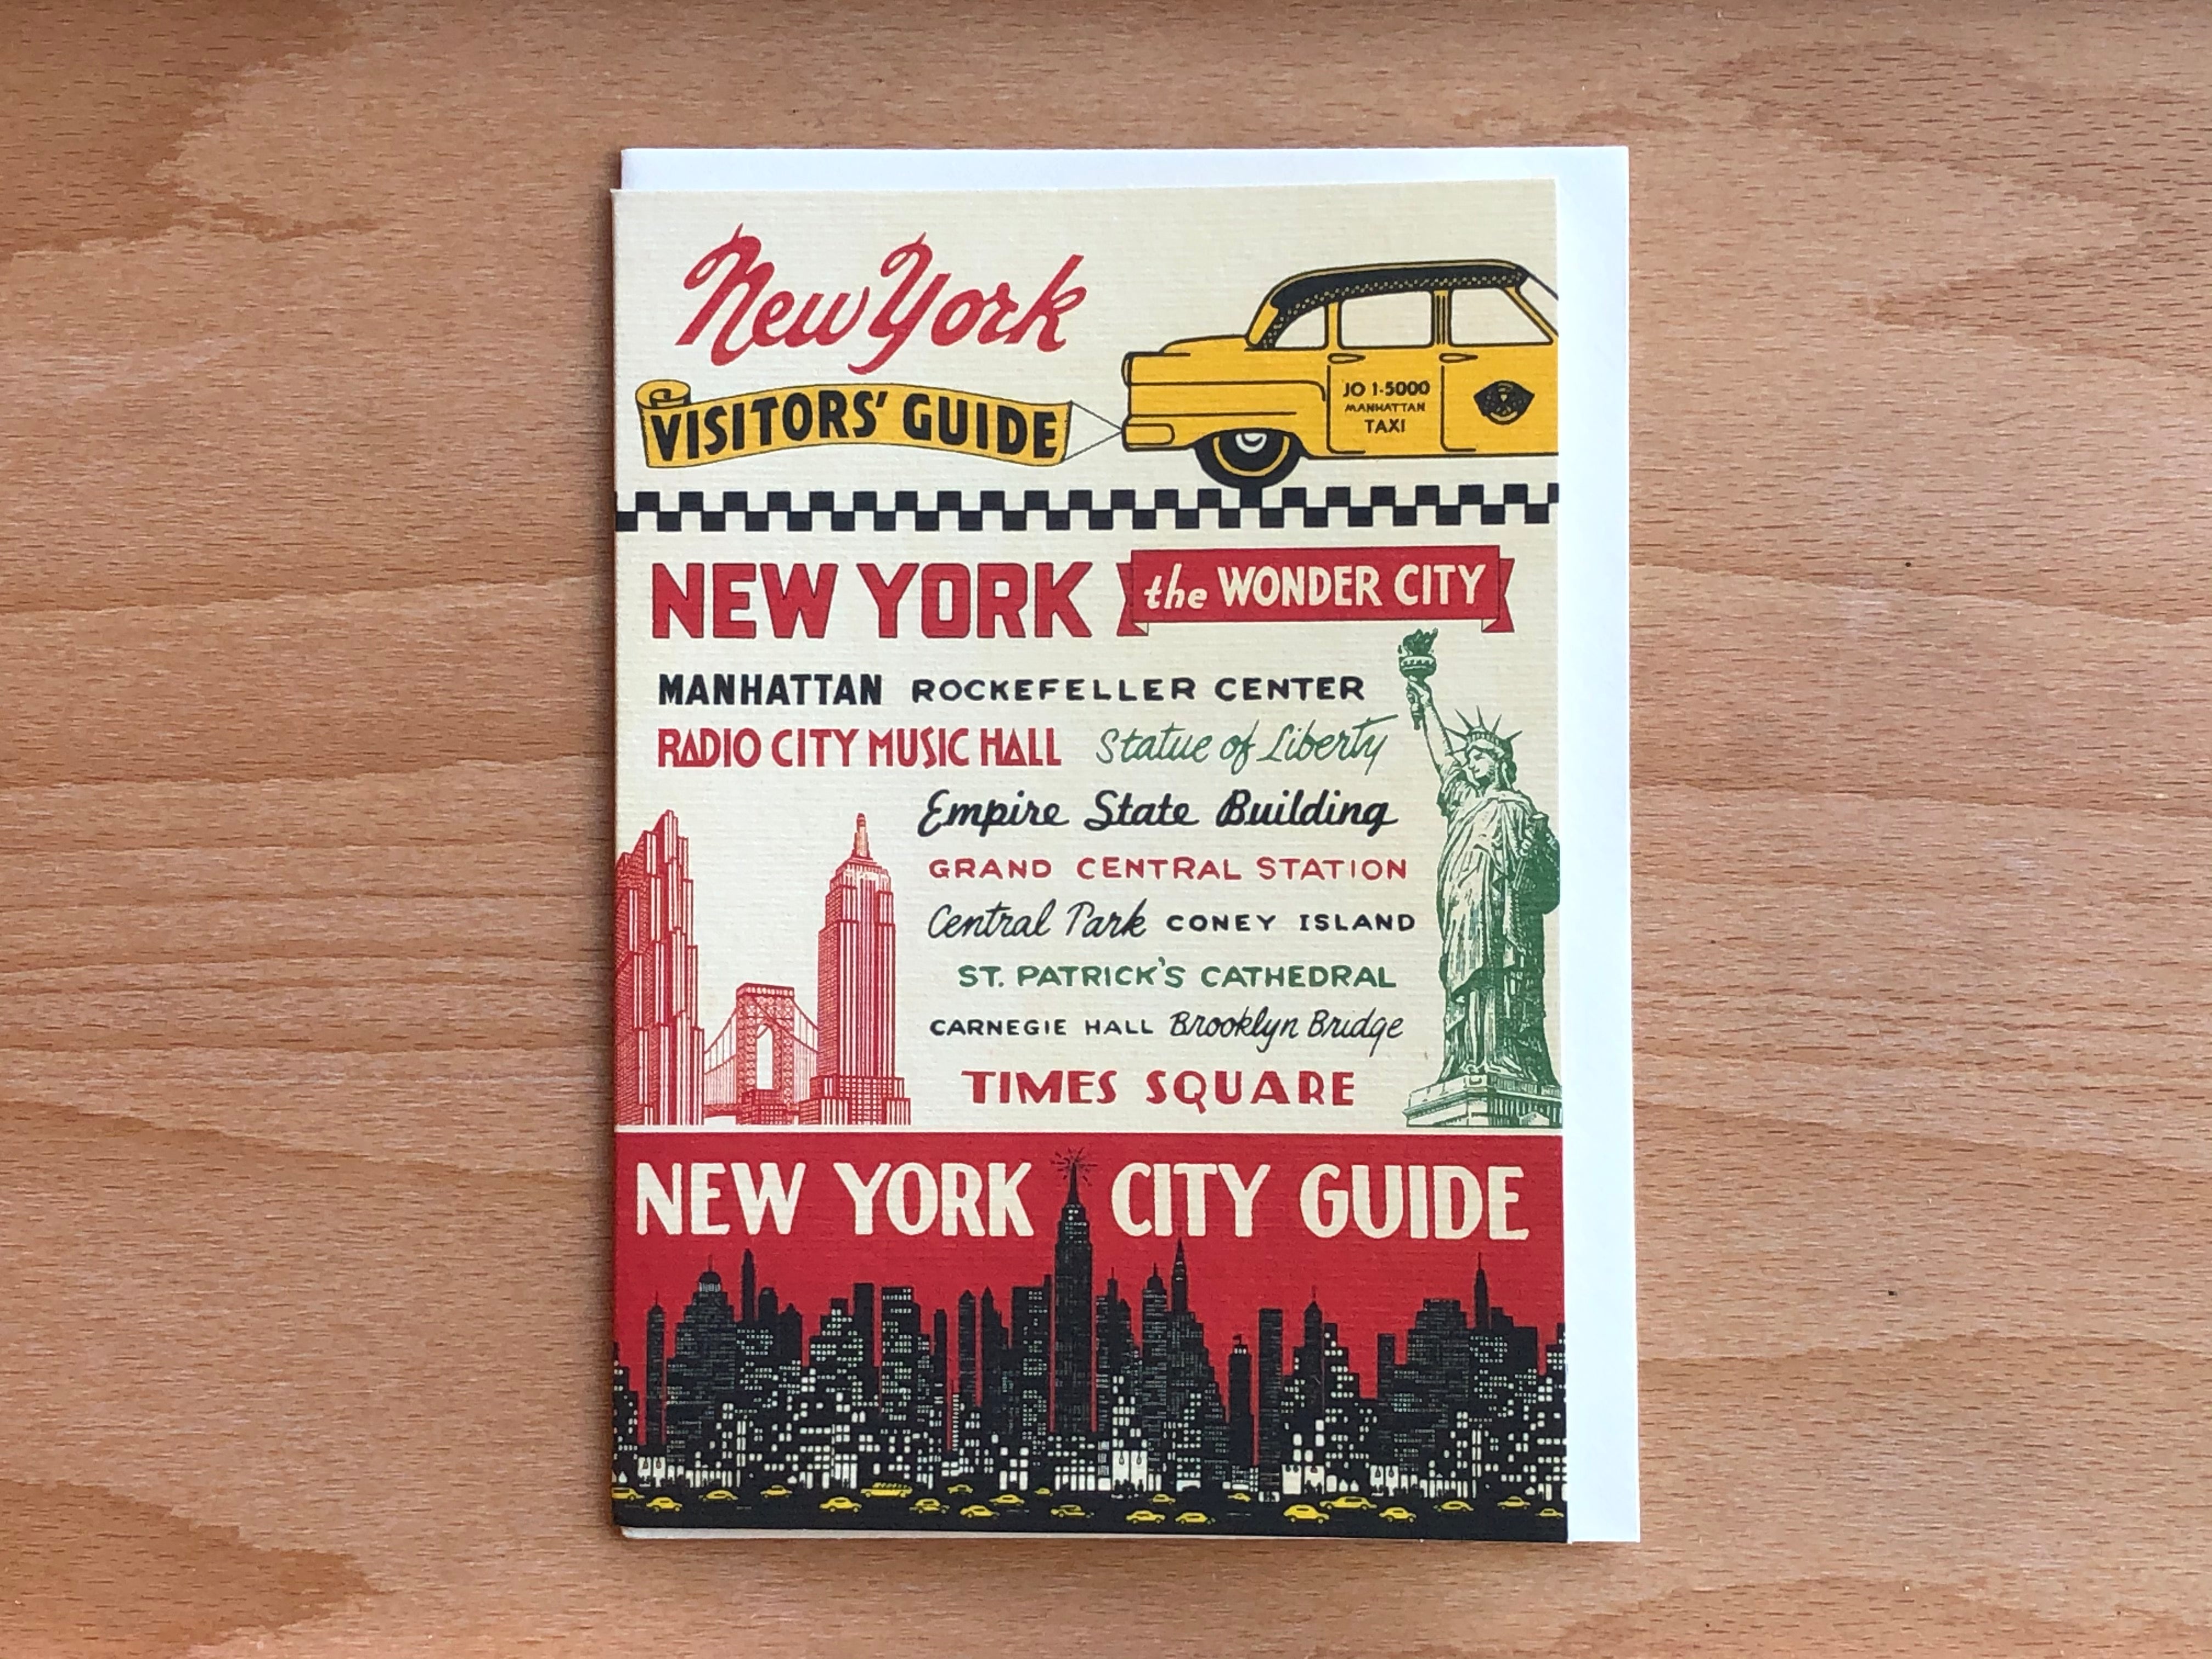 New York
VISITORS' GUIDE
JO 1-5000
MANHATTAN
TAXI
NEW YORK the WONDER CITY
MANHATTAN ROCKEFELLER CENTER
RADIO CITY MUSIC HALL Statue of Liberty
Empire State Building
GRAND CENTRAL STATION
Central Park CONEY ISLAND
ST. PATRICK'S CATHEDRAL
CARNEGIE HALL Brooklyn Bridge
TIMES SQUARE
NEW YORK CITY GUIDE